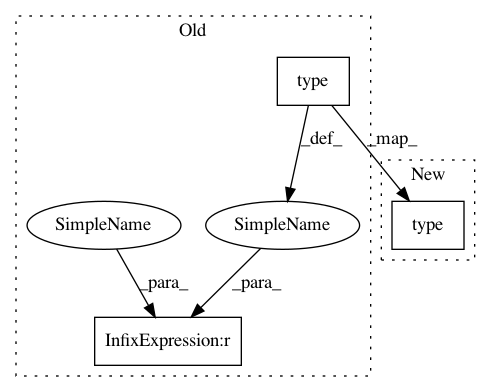 Old
type
_def_
_map_
New
SimpleName
SimpleName
type
_para_
_para_
InfixExpression:r